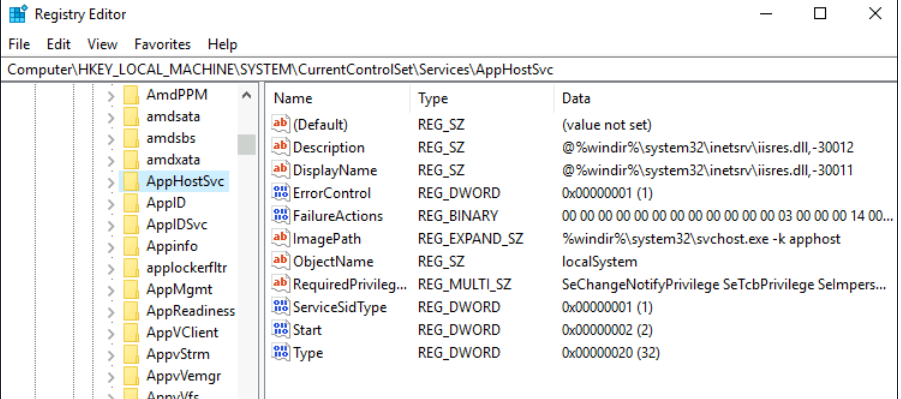 Registry Editor
File Edit View Favorites Help
Computer\HKEY_LOCAL_MACHINE\SYSTEM\CurrentControlSet\Services\AppHostSvc
AmdPPM
amdsata
amdsbs
amdxata
AppHostSvc
AppID
AppIDSvc
Appinfo
applockerfltr
AppMgmt
AppReadiness
AppVClient
AppvStrm
AppvVemgr
AppvVfs
Name Type Data
(Default) REG_SZ (value not set)
Description REG_SZ @%windir%\system32\inetsrv\iisres.dll,-30012
DisplayName REG_SZ @%windir%\system32\inetsrv\iisres.dll,-30011
ErrorControl REG_DWORD 0x00000001 (1)
FailureActions REG_BINARY 00 00 00 00 00 00 00 00 00 00 00 00 03 00 00 00 14 00...
ImagePath REG_EXPAND_SZ %windir%\system32\svchost.exe -k apphost
ObjectName REG_SZ localSystem
RequiredPrivileg... REG_MULTI_SZ SeChangeNotifyPrivilege SeTcbPrivilege SeImpers...
ServiceSidType REG_DWORD 0x00000001 (1)
Start REG_DWORD 0x00000002 (2)
Type REG_DWORD 0x00000020 (32)